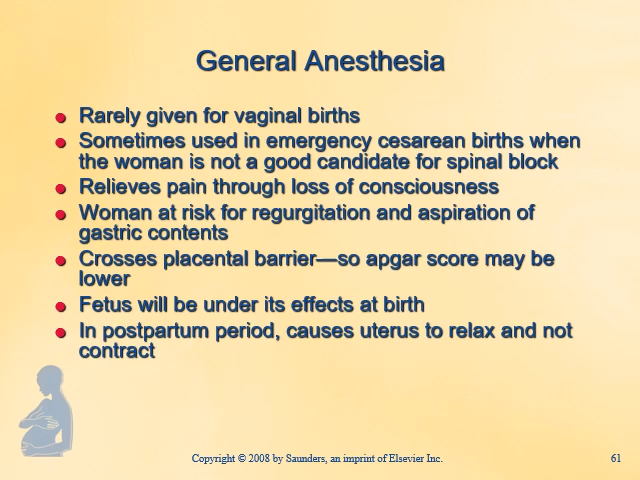 General Anesthesia
Rarely given for vaginal births
Sometimes used in emergency cesarean births when
the woman is not a good candidate for spinal block
Relieves pain through loss of consciousness
Woman at risk for regurgitation and aspiration of
gastric contents
Crosses placental barrier—so apgar score may be
lower
Fetus will be under its effects at birth
In postpartum period, causes uterus to relax and not
contract
Copyright © 2008 by Saunders, an imprint of Elsevier Inc.
61